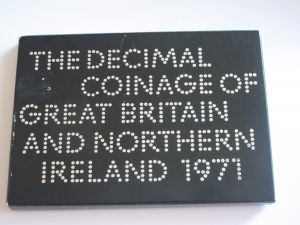 THE DECIMAL
COINAGE OF
GREAT BRITAIN
AND NORTHERN
IRELAND 1971